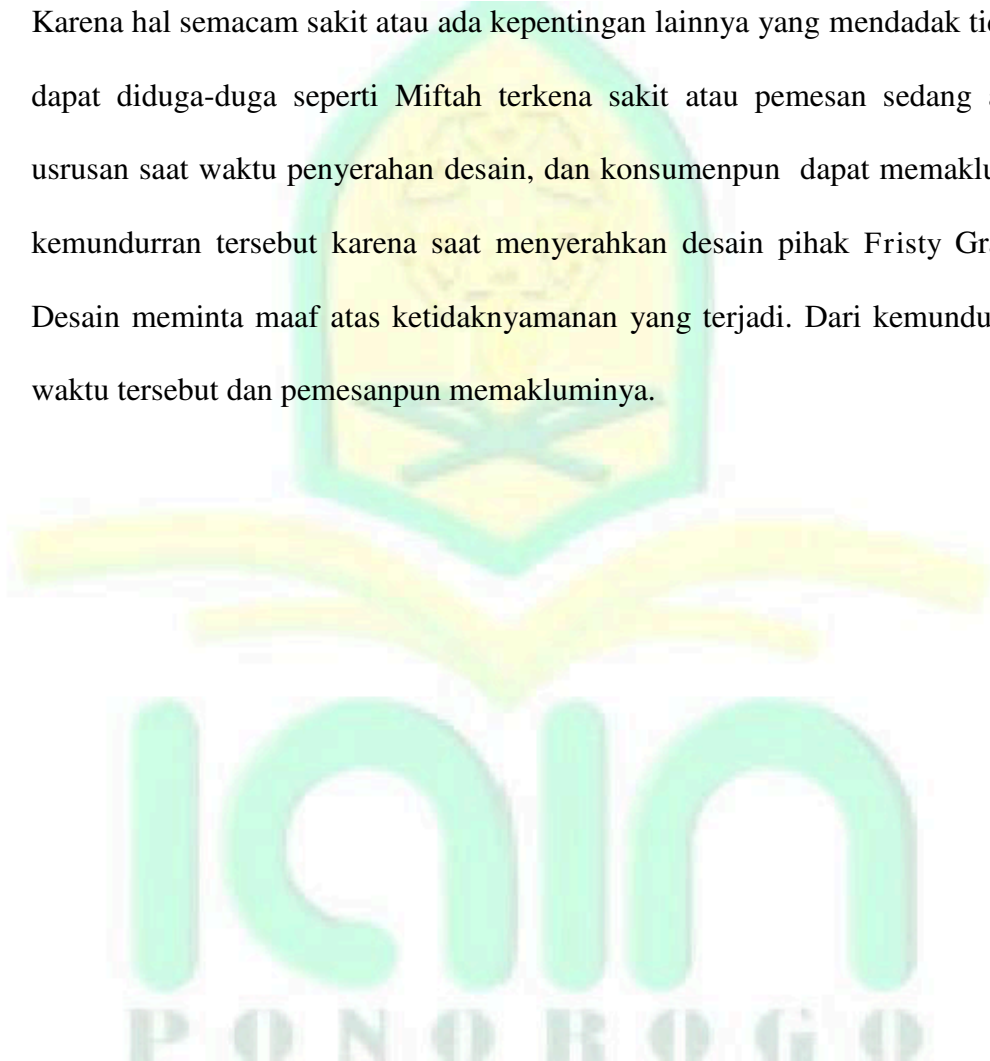 Karena hal semacam sakit atau ada kepentingan lainnya yang mendadak
dapat diduga-duga seperti Miftah terkena sakit atau pemesan sedang
usrusan saat waktu penyerahan desain, dan konsumenpun dapat
kemundurran tersebut karena saat menyerahkan desain pihak Fristy
Desain meminta maaf atas ketidaknyamanan yang terjadi. Dari
waktu tersebut dan pemesanpun memakluminya.
iain
PONOROGO